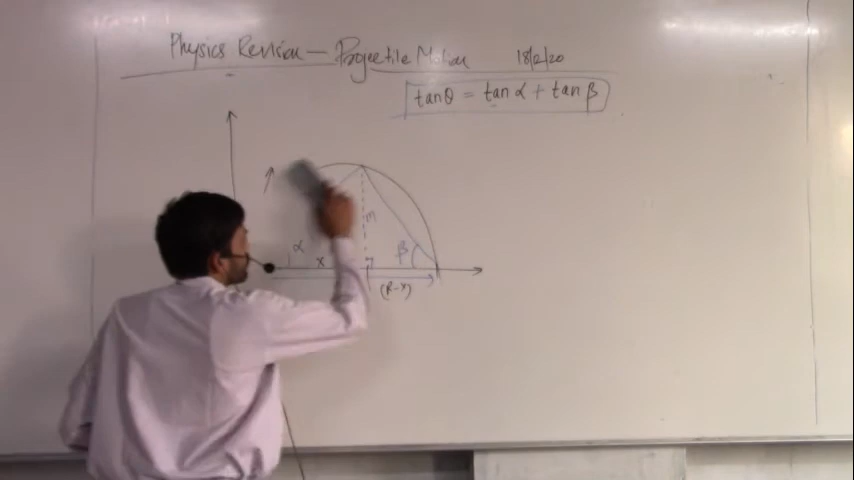 Physics Revision — Projectile Motion 18/2/20
tanθ = tan α + tan β
α
x
β
(R-x)